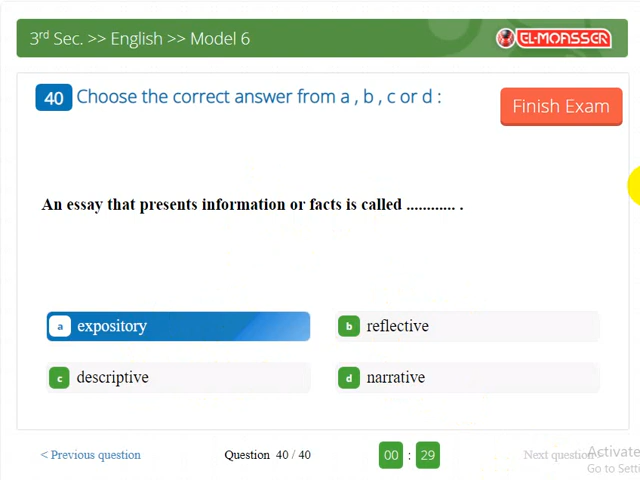 3rd Sec. >> English >> Model 6
EL-MOASSER
40 Choose the correct answer from a , b , c or d :
Finish Exam
An essay that presents information or facts is called ............ .
a expository
b reflective
c descriptive
d narrative
< Previous question
Question 40 / 40
00 : 29
Next question >
Activate
Go to Setti